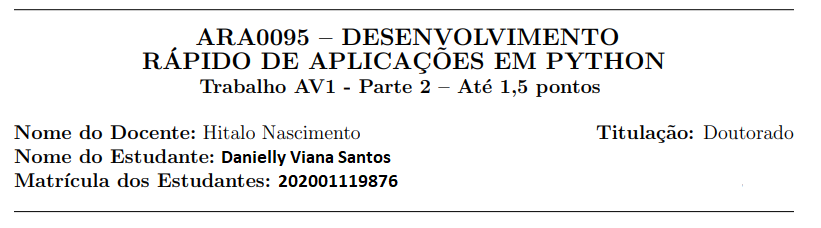 ARA0095 – DESENVOLVIMENTO
RÁPIDO DE APLICAÇÕES EM PYTHON
Trabalho AV1 - Parte 2 – Até 1,5 pontos
Nome do Docente: Hitalo Nascimento Titulação: Doutorado
Nome do Estudante: Danielly Viana Santos
Matrícula dos Estudantes: 202001119876